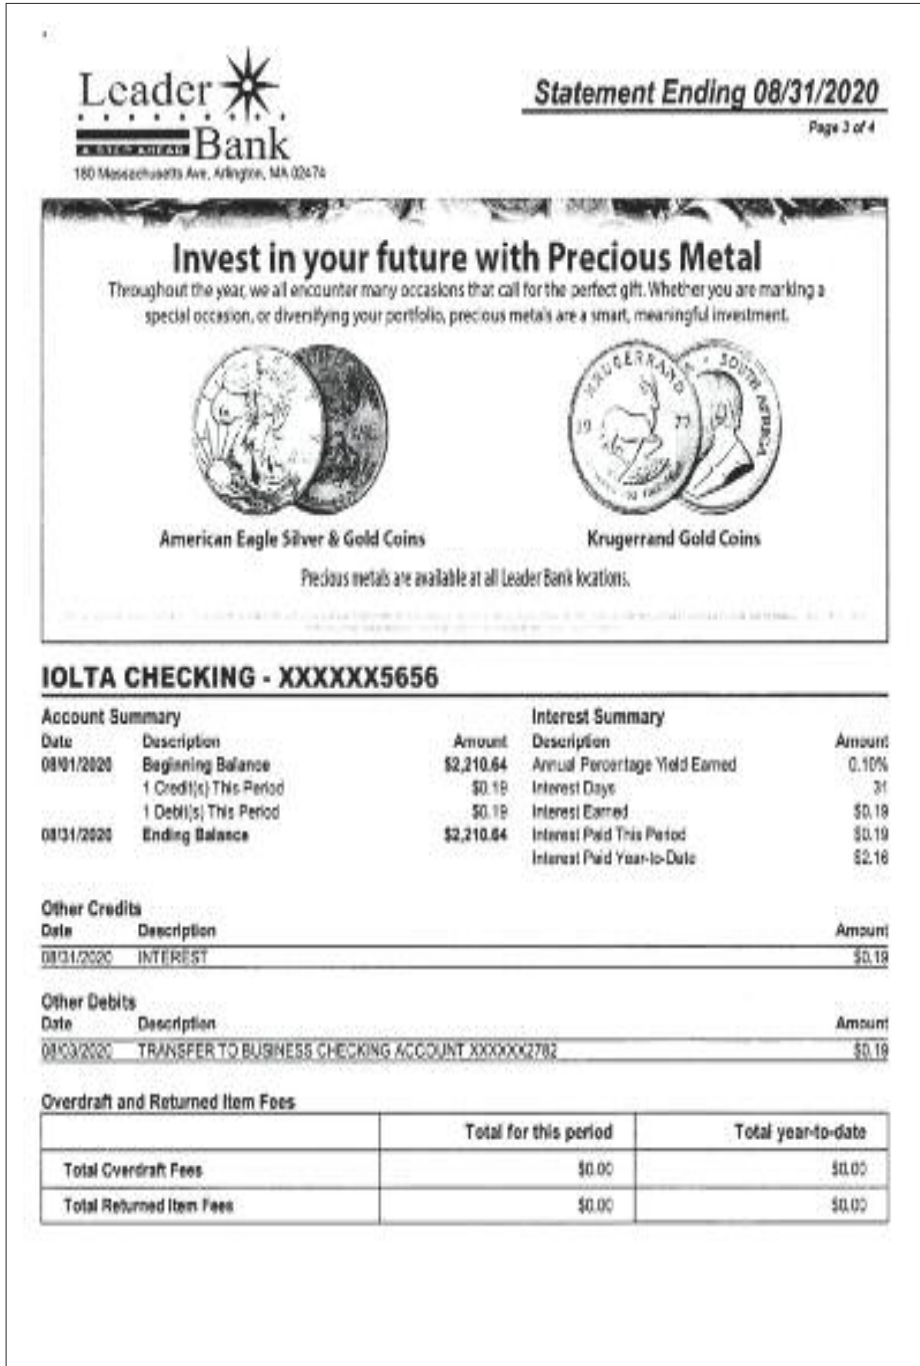 Leader
Bank
A STEP AHEAD
180 Massachusetts Ave, Arlington, MA 02474
Statement Ending 08/31/2020
Page 3 of 4
Invest in your future with Precious Metal
Throughout the year, we all encounter many occasions that call for the perfect gift. Whether you are marking a
special occasion, or diversifying your portfolio, precious metals are a smart, meaningful investment.
KRUGERRAND
19 77
SOUTH AFRICA
American Eagle Silver & Gold Coins
Krugerrand Gold Coins
Precious metals are available at all Leader Bank locations.
IOLTA CHECKING - XXXXXX5656
Account Summary
Date Description Amount
08/01/2020 Beginning Balance $2,210.64
1 Credit(s) This Period $0.19
1 Debit(s) This Period $0.19
08/31/2020 Ending Balance $2,210.64
Interest Summary
Description Amount
Annual Percentage Yield Earned 0.10%
Interest Days 31
Interest Earned $0.19
Interest Paid This Period $0.19
Interest Paid Year-to-Date $2.16
Other Credits
Date Description Amount
08/31/2020 INTEREST $0.19
Other Debits
Date Description Amount
08/03/2020 TRANSFER TO BUSINESS CHECKING ACCOUNT XXXXXX2782 $0.19
Overdraft and Returned Item Fees
Total for this period Total year-to-date
Total Overdraft Fees $0.00 $0.00
Total Returned Item Fees $0.00 $0.00